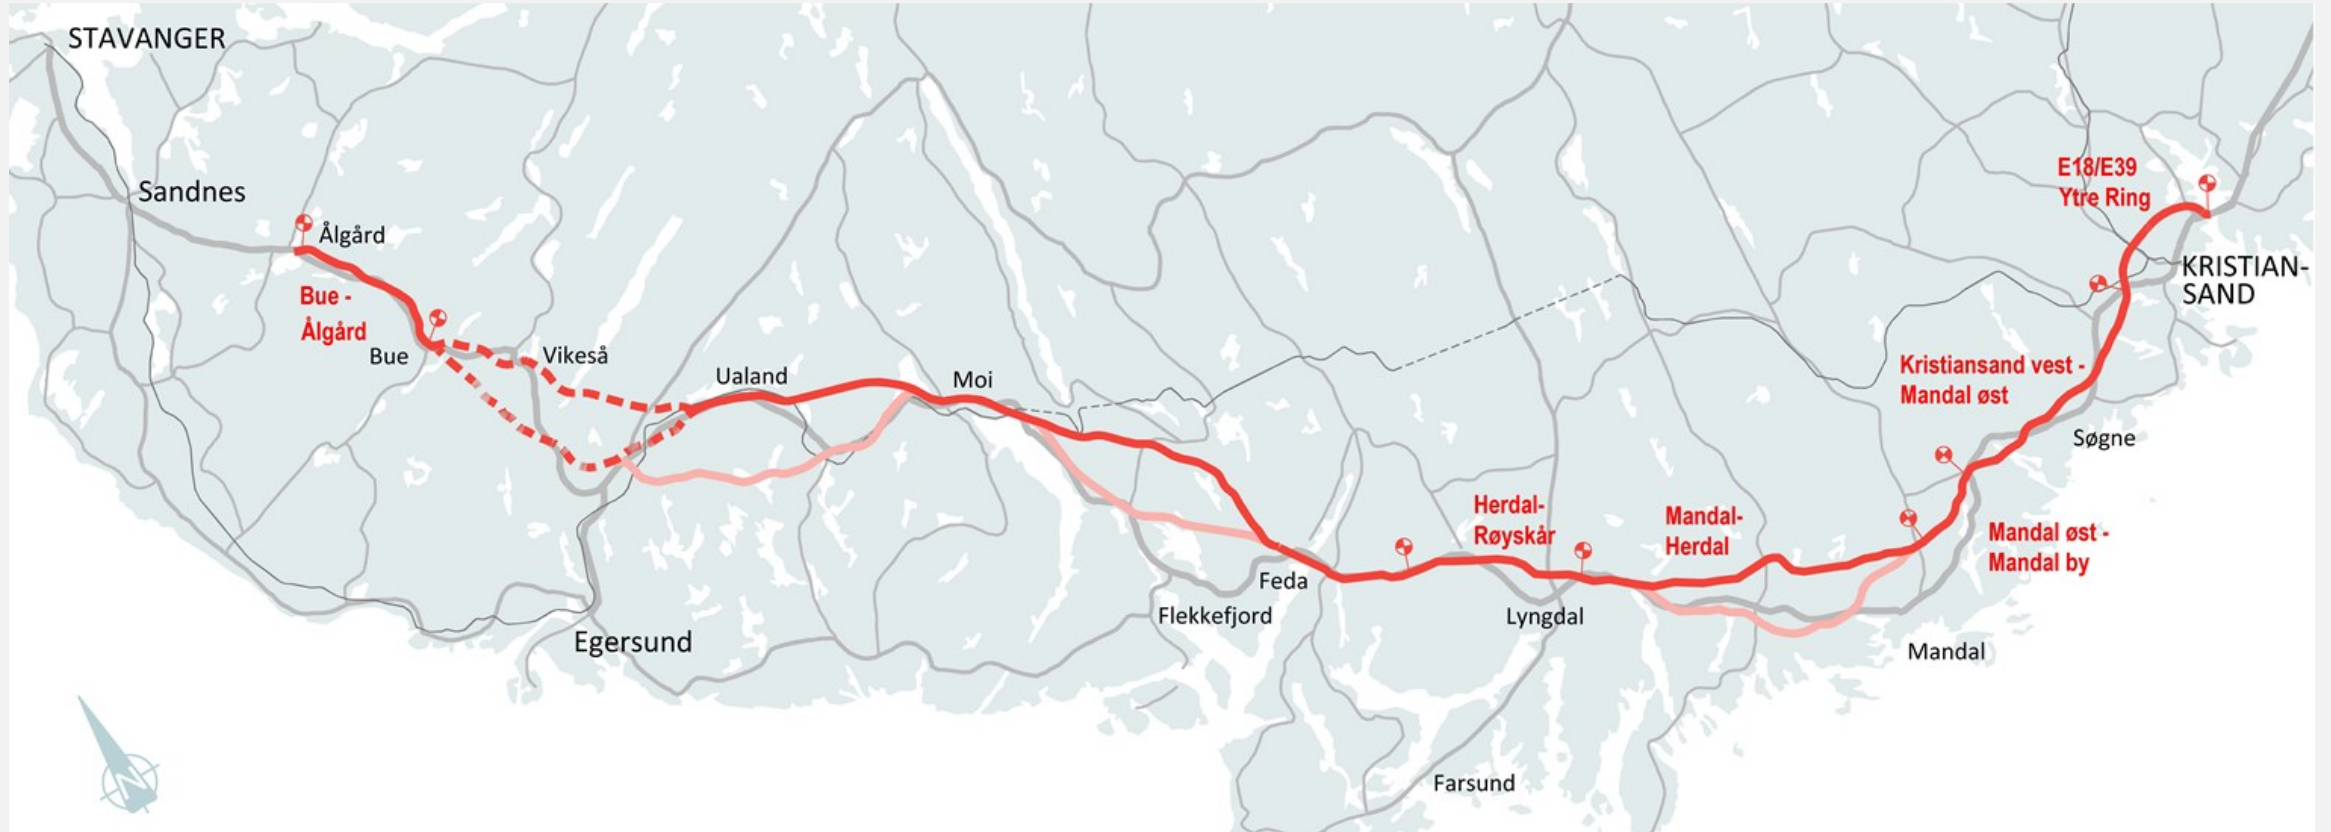 STAVANGER
Sandnes
Ålgård
Bue -
Ålgård
Bue
Vikeså
Ualand
Moi
Egersund
Flekkefjord
Feda
Herdal-
Røyskår
Lyngdal
Farsund
Mandal-
Herdal
Mandal øst -
Mandal by
Mandal
Kristiansand vest -
Mandal øst
Søgne
E18/E39
Ytre Ring
KRISTIAN-
SAND
N